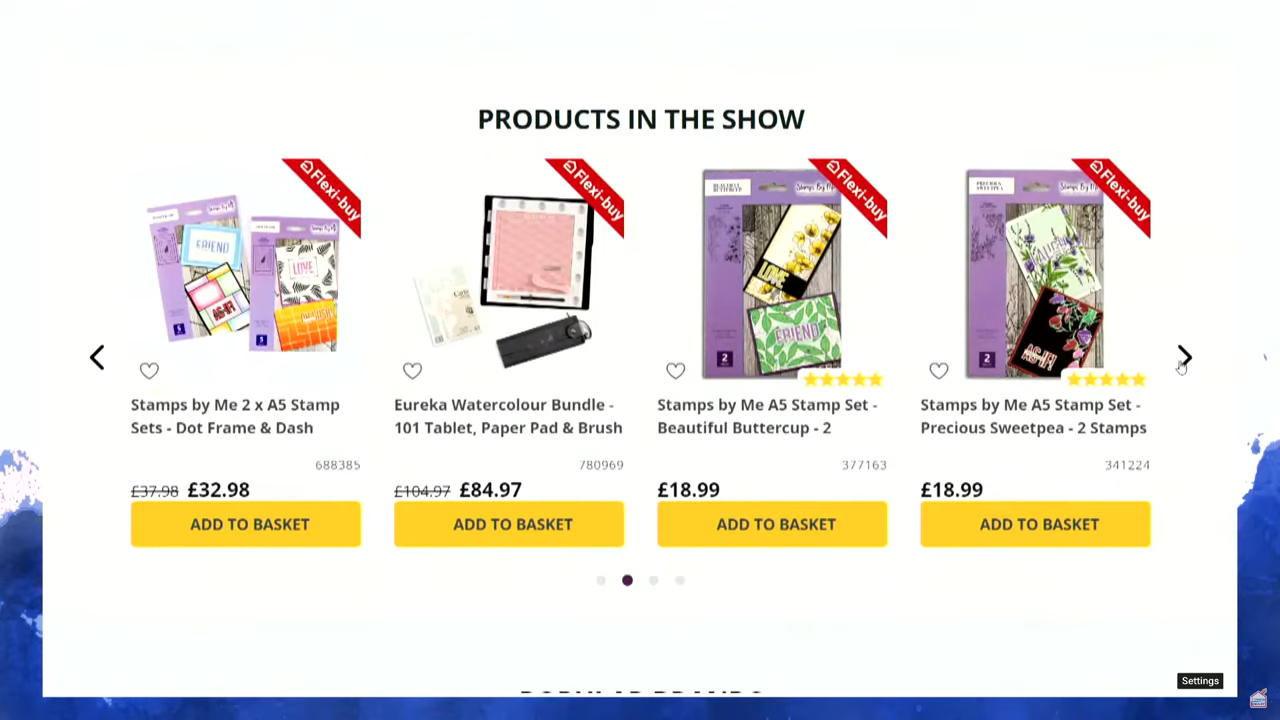 PRODUCTS IN THE SHOW
Flexi-buy
Flexi-buy
Flexi-buy
Flexi-buy
FRIEND
LOVE
LOVE
FRIEND
Stamps by Me 2 x A5 Stamp
Sets - Dot Frame & Dash
688385
£37.98 £32.98
ADD TO BASKET
Eureka Watercolour Bundle -
101 Tablet, Paper Pad & Brush
780969
£104.97 £84.97
ADD TO BASKET
Stamps by Me A5 Stamp Set -
Beautiful Buttercup - 2
377163
£18.99
ADD TO BASKET
Stamps by Me A5 Stamp Set -
Precious Sweetpea - 2 Stamps
341224
£18.99
ADD TO BASKET
Settings